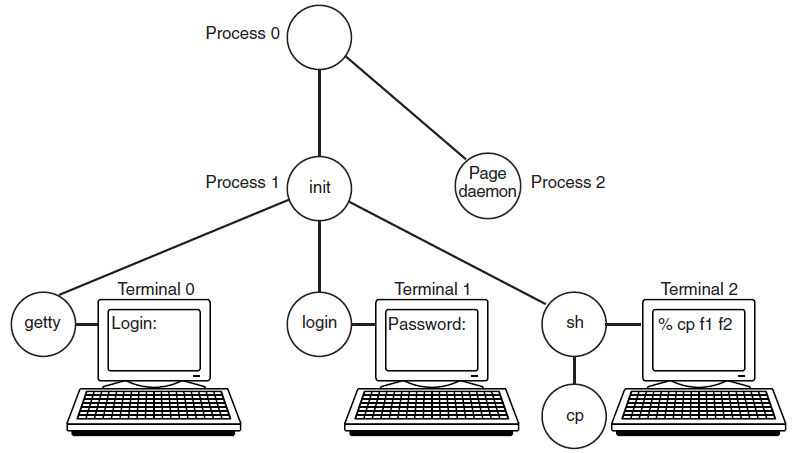 Process 0
Process 1
init
Page
daemon
Process 2
Terminal 0
Terminal 1
Terminal 2
getty
Login:
login
Password:
sh
% cp f1 f2
cp